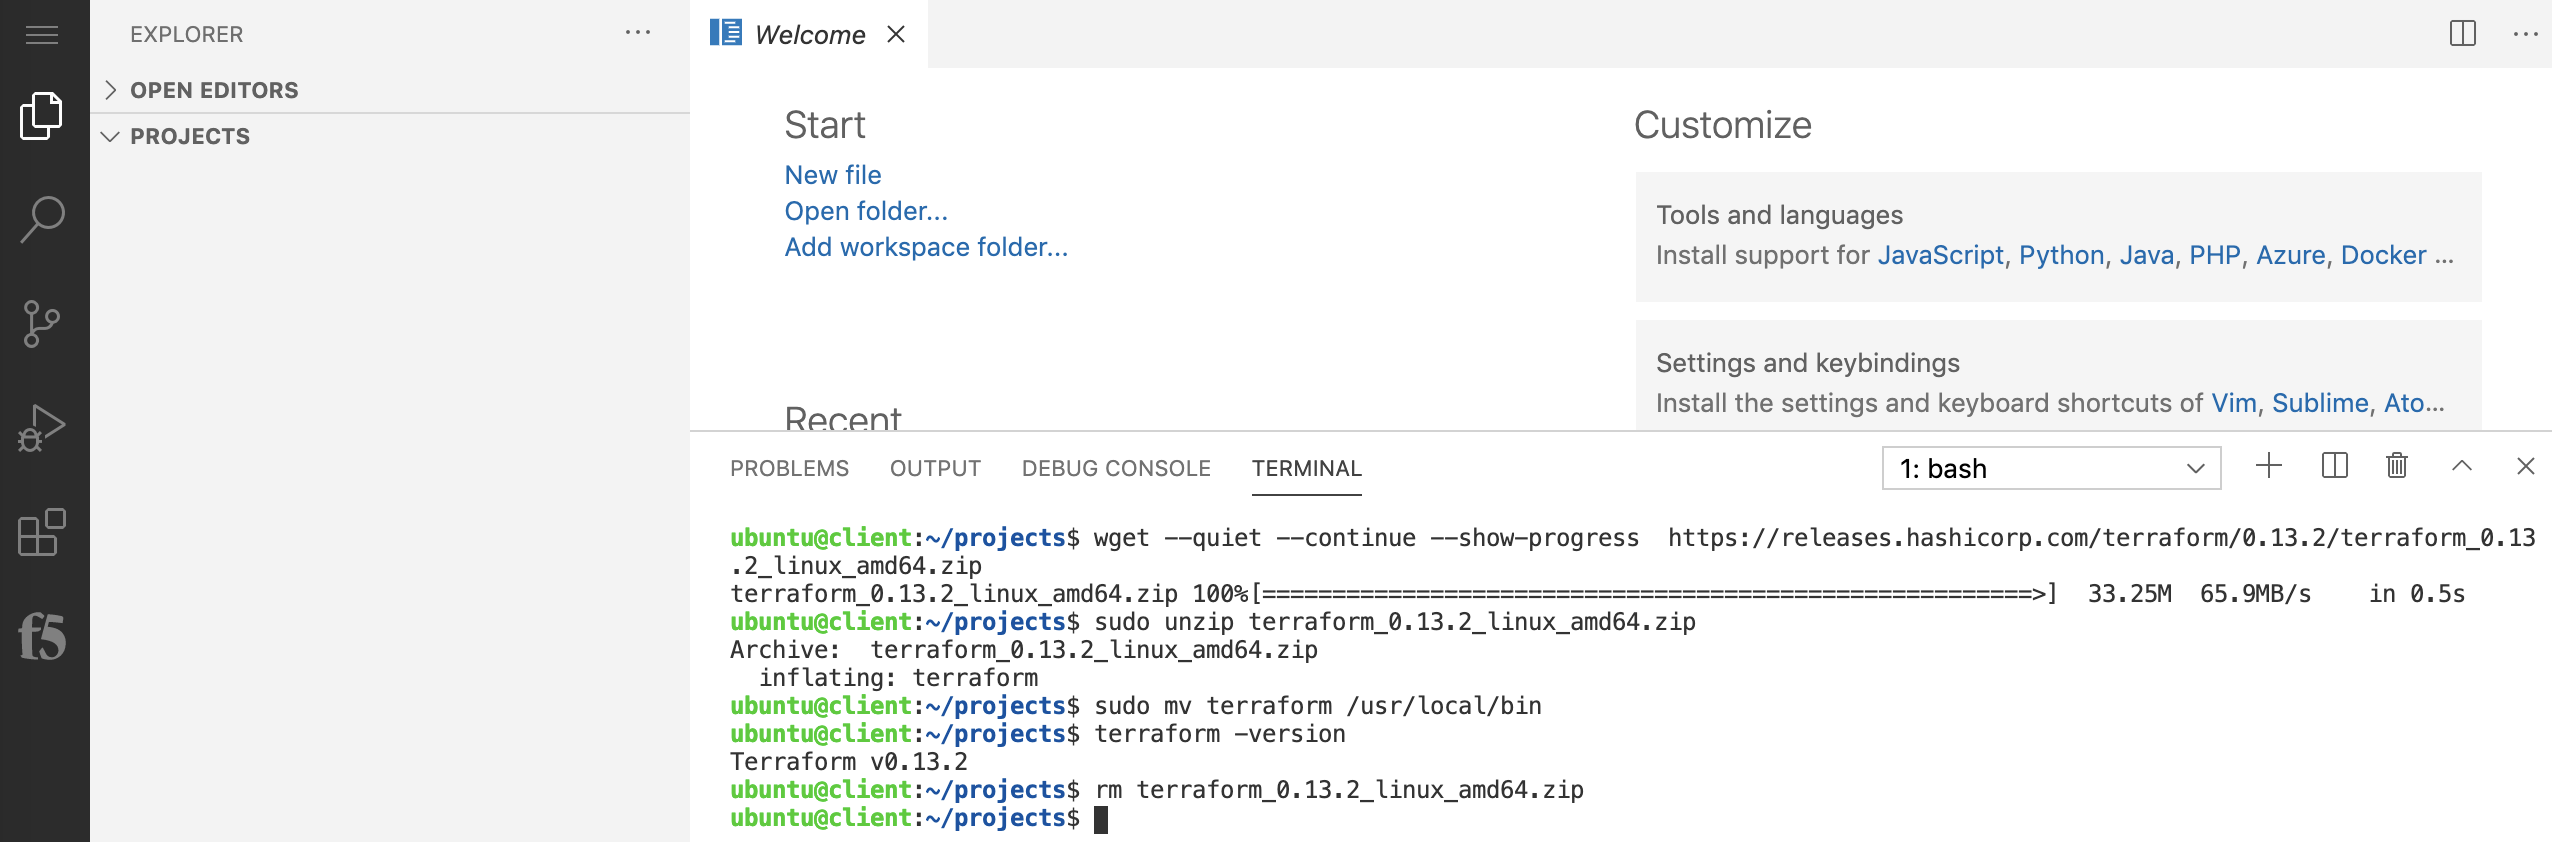 EXPLORER
OPEN EDITORS
PROJECTS
f5
Welcome
Start
New file
Open folder...
Add workspace folder...
Recent
Customize
Tools and languages
Install support for JavaScript, Python, Java, PHP, Azure, Docker ...
Settings and keybindings
Install the settings and keyboard shortcuts of Vim, Sublime, Ato...
PROBLEMS OUTPUT DEBUG CONSOLE TERMINAL
1: bash
ubuntu@client:~/projects$ wget --quiet --continue --show-progress  https://releases.hashicorp.com/terraform/0.13.2/terraform_0.13
.2_linux_amd64.zip
terraform_0.13.2_linux_amd64.zip 100%[=======================================================>]  33.25M  65.9MB/s    in 0.5s
ubuntu@client:~/projects$ sudo unzip terraform_0.13.2_linux_amd64.zip
Archive:  terraform_0.13.2_linux_amd64.zip
  inflating: terraform
ubuntu@client:~/projects$ sudo mv terraform /usr/local/bin
ubuntu@client:~/projects$ terraform -version
Terraform v0.13.2
ubuntu@client:~/projects$ rm terraform_0.13.2_linux_amd64.zip
ubuntu@client:~/projects$